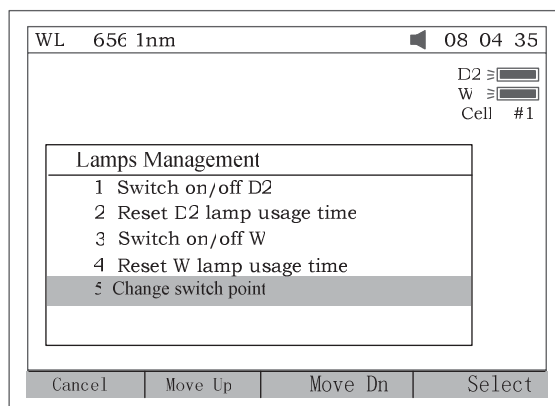 WL 656 1nm 08 04 35
D2
W
Cell #1
Lamps Management
1 Switch on/off D2
2 Reset D2 lamp usage time
3 Switch on/off W
4 Reset W lamp usage time
5 Change switch point
Cancel Move Up Move Dn Select